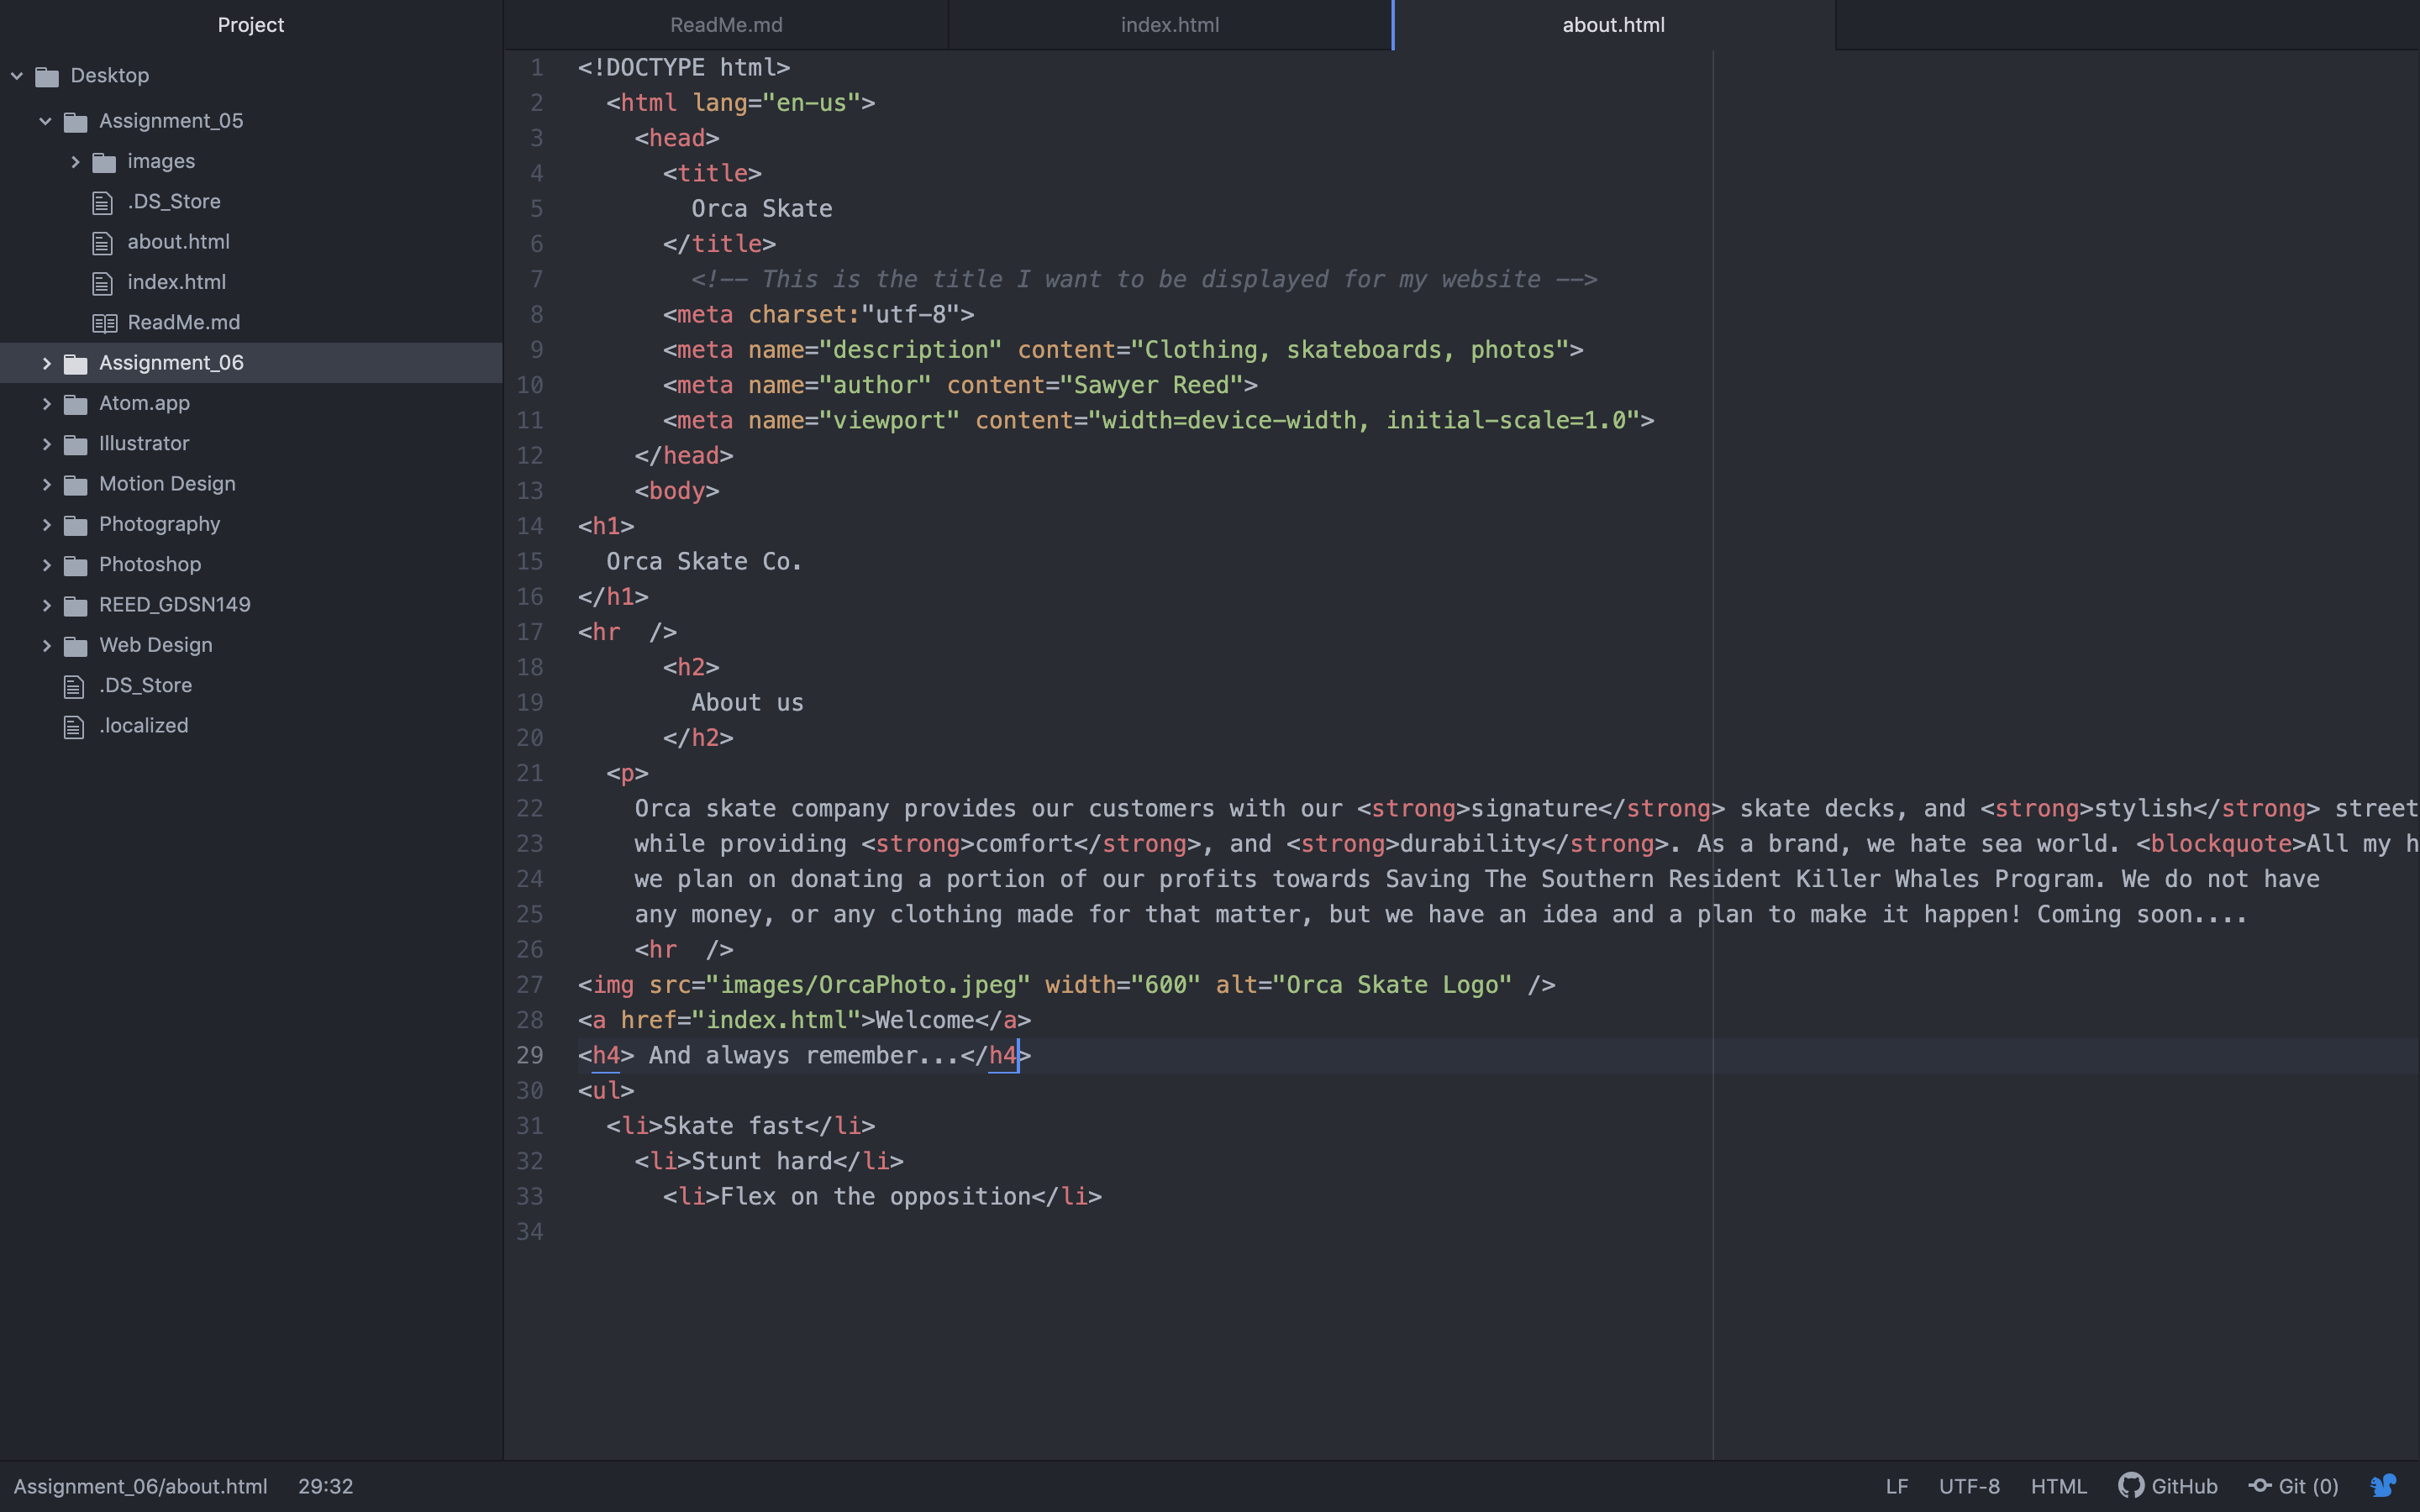 Project
ReadMe.md
index.html
about.html
Desktop
Assignment_05
images
.DS_Store
about.html
index.html
ReadMe.md
Assignment_06
Atom.app
Illustrator
Motion Design
Photography
Photoshop
REED_GDSN149
Web Design
.DS_Store
.localized
1 <!DOCTYPE html>
2 <html lang="en-us">
3 <head>
4 <title>
5 Orca Skate
6 </title>
7 <!-- This is the title I want to be displayed for my website -->
8 <meta charset:"utf-8">
9 <meta name="description" content="Clothing, skateboards, photos">
10 <meta name="author" content="Sawyer Reed">
11 <meta name="viewport" content="width=device-width, initial-scale=1.0">
12 </head>
13 <body>
14 <h1>
15 Orca Skate Co.
16 </h1>
17 <hr  />
18 <h2>
19 About us
20 </h2>
21 <p>
22 Orca skate company provides our customers with our <strong>signature</strong> skate decks, and <strong>stylish</strong> street
23 while providing <strong>comfort</strong>, and <strong>durability</strong>. As a brand, we hate sea world. <blockquote>All my h
24 we plan on donating a portion of our profits towards Saving The Southern Resident Killer Whales Program. We do not have
25 any money, or any clothing made for that matter, but we have an idea and a plan to make it happen! Coming soon....
26 <hr  />
27 <img src="images/OrcaPhoto.jpeg" width="600" alt="Orca Skate Logo" />
28 <a href="index.html">Welcome</a>
29 <h4> And always remember...</h4>
30 <ul>
31 <li>Skate fast</li>
32 <li>Stunt hard</li>
33 <li>Flex on the opposition</li>
34
Assignment_06/about.html 29:32 LF UTF-8 HTML GitHub Git (0)